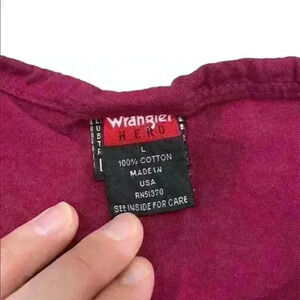 Wrangler
HERO
L
100% COTTON
MADE IN
USA
RN51370
SEE INSIDE FOR CARE